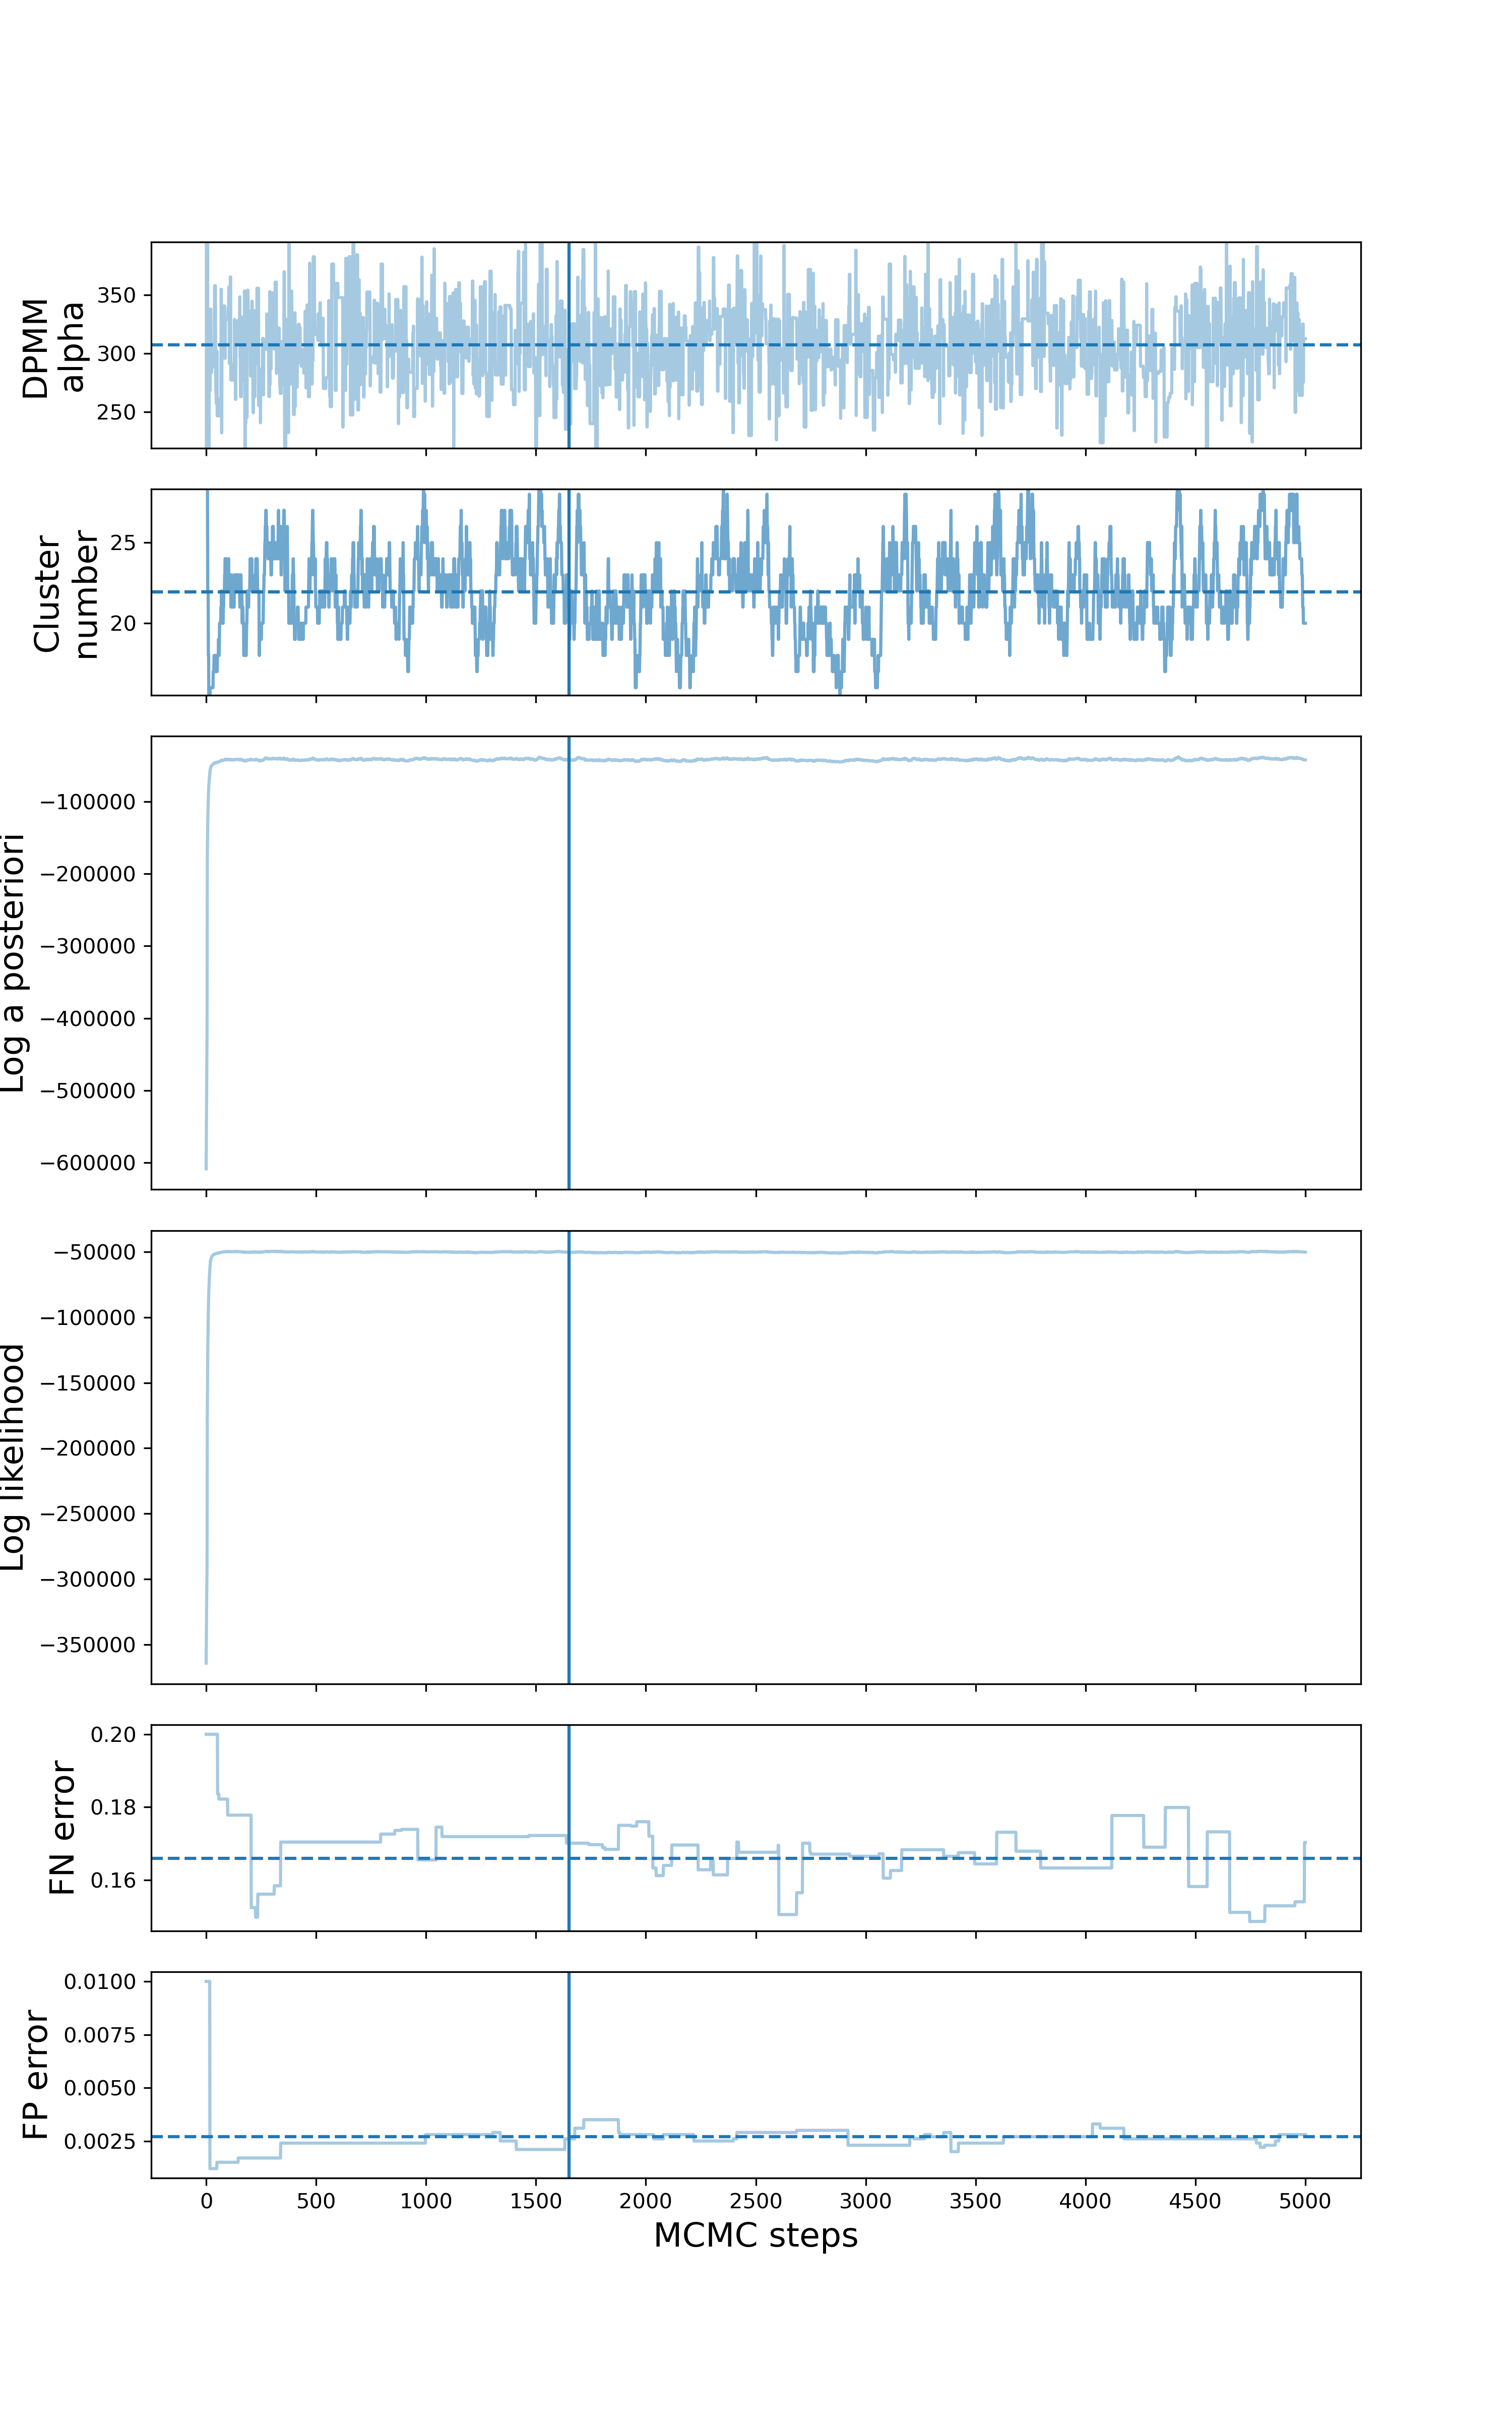 DPMM
alpha
350
300
250
Cluster
number
25
20
Log a posteriori
−100000
−200000
−300000
−400000
−500000
−600000
Log likelihood
−50000
−100000
−150000
−200000
−250000
−300000
−350000
FN error
0.20
0.18
0.16
FP error
0.0100
0.0075
0.0050
0.0025
0 500 1000 1500 2000 2500 3000 3500 4000 4500 5000
MCMC steps